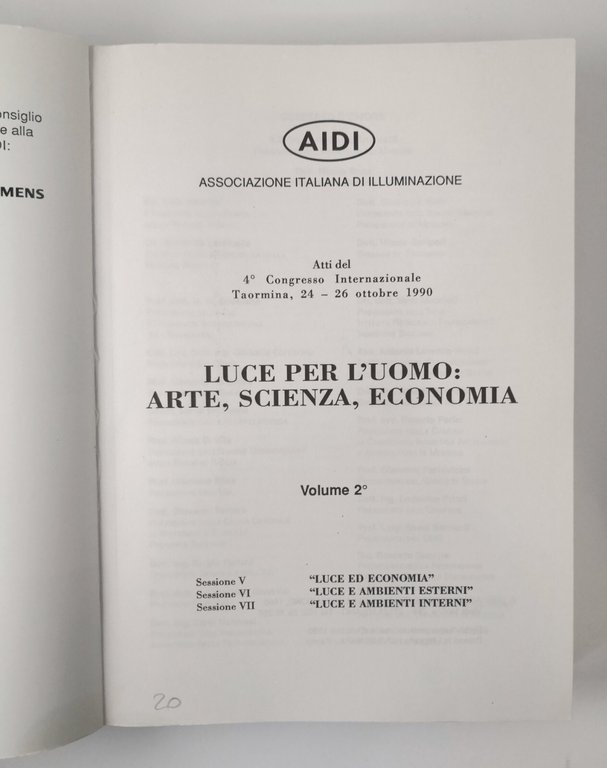 onsiglio
e alla
DI:
MENS
AIDI
ASSOCIAZIONE ITALIANA DI ILLUMINAZIONE
Atti del
4° Congresso Internazionale
Taormina, 24 – 26 ottobre 1990
LUCE PER L'UOMO:
ARTE, SCIENZA, ECONOMIA
Volume 2°
Sessione V "LUCE ED ECONOMIA"
Sessione VI "LUCE E AMBIENTI ESTERNI"
Sessione VII "LUCE E AMBIENTI INTERNI"
20